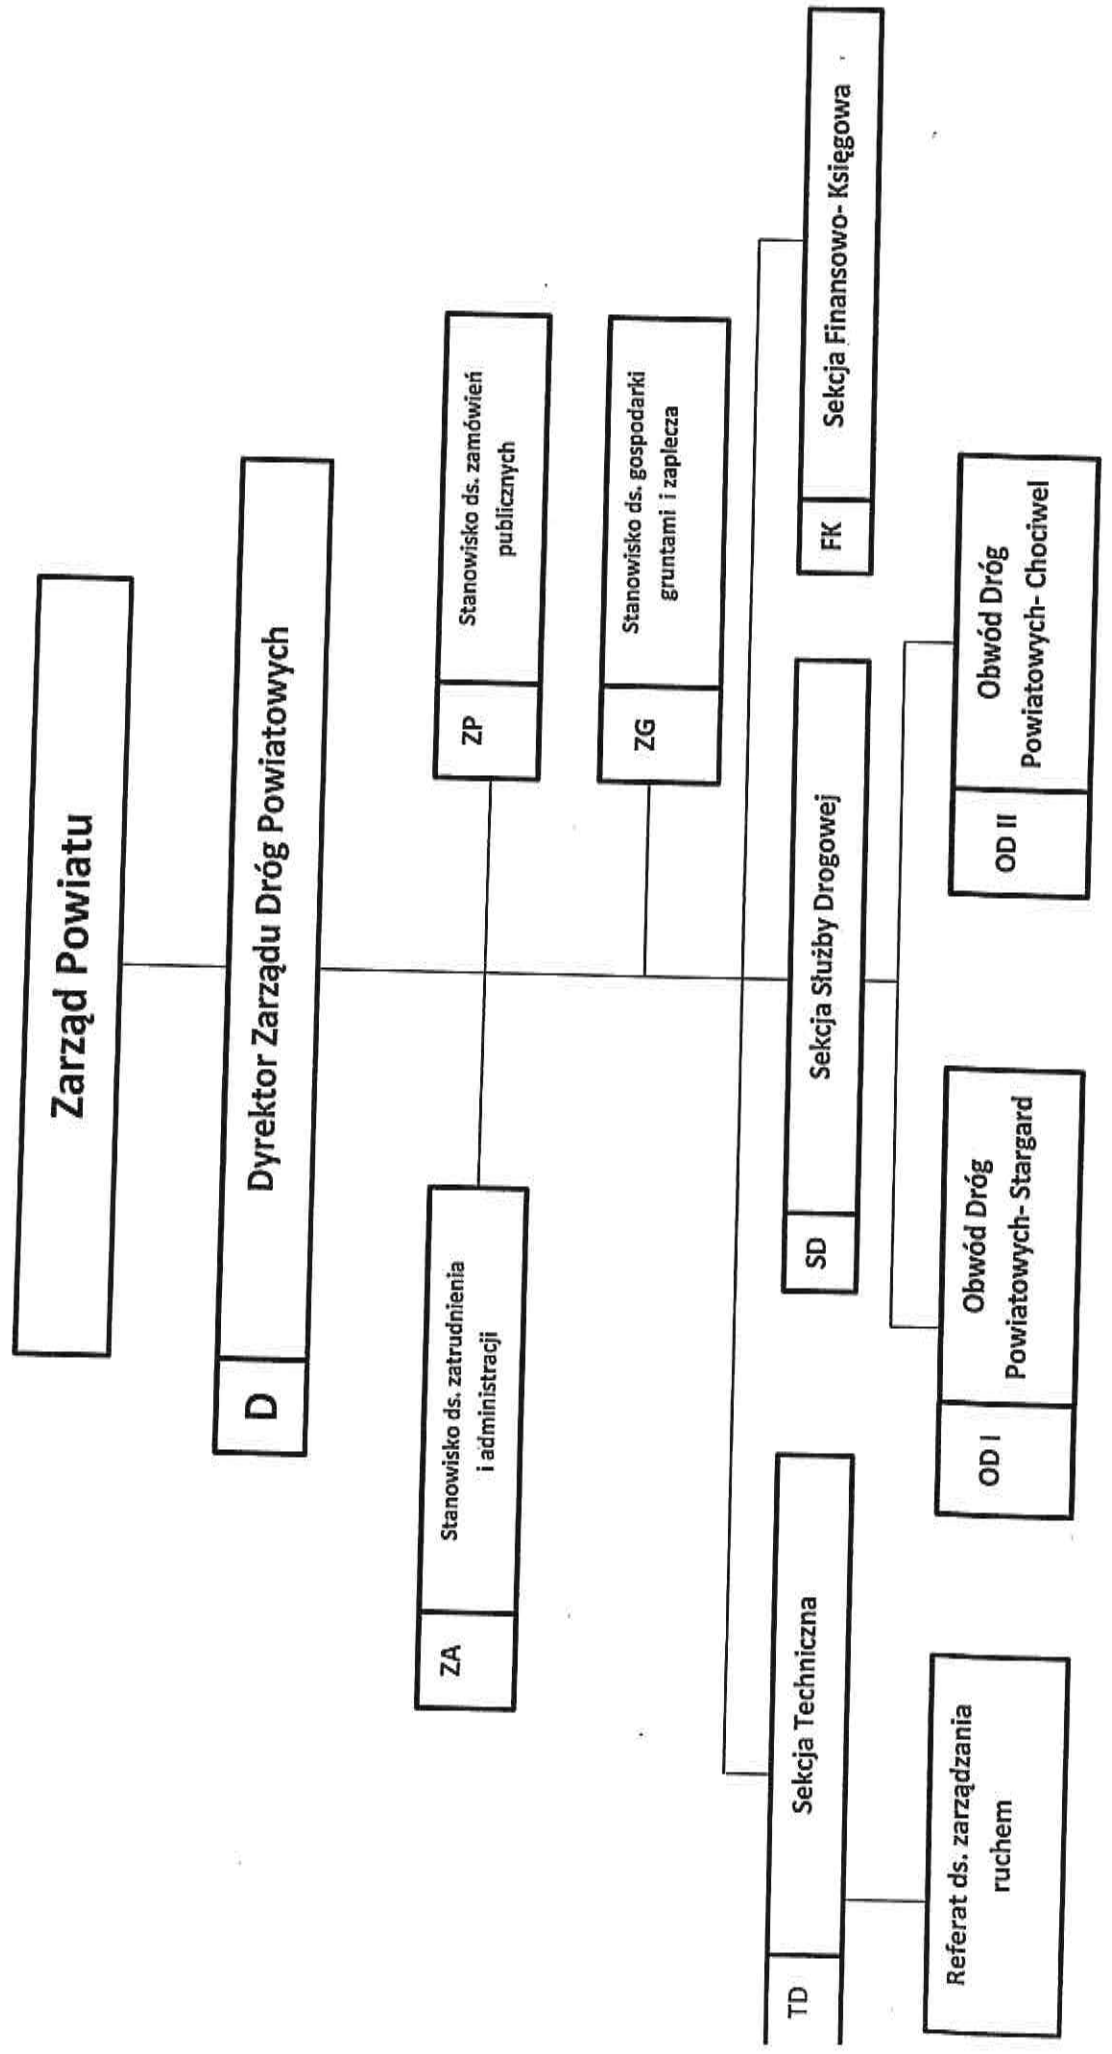 Zarząd Powiatu
D
Dyrektor Zarządu Dróg Powiatowych
ZA
Stanowisko ds. zatrudnienia
i administracji
ZP
Stanowisko ds. zamówień
publicznych
ZG
Stanowisko ds. gospodarki
gruntami i zaplecza
TD
Sekcja Techniczna
SD
Sekcja Służby Drogowej
FK
Sekcja Finansowo- Księgowa
Referat ds. zarządzania
ruchem
OD I
Obwód Dróg
Powiatowych- Stargard
OD II
Obwód Dróg
Powiatowych- Chociwel